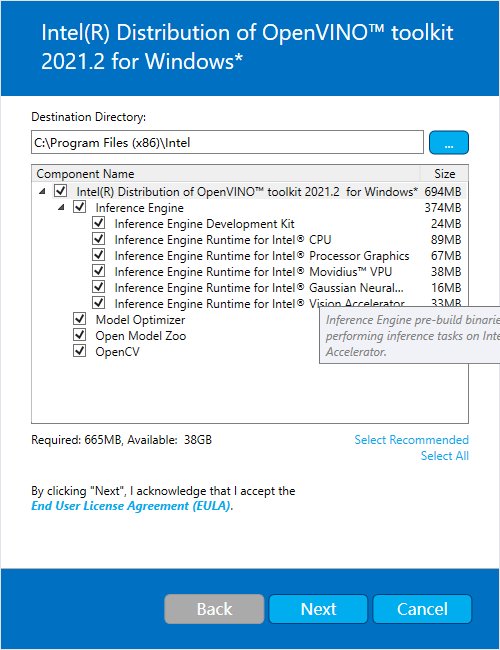 Intel(R) Distribution of OpenVINO™ toolkit
2021.2 for Windows*
Destination Directory:
C:\Program Files (x86)\Intel
...
Component Name Size
Intel(R) Distribution of OpenVINO™ toolkit 2021.2 for Windows* 694MB
Inference Engine 374MB
Inference Engine Development Kit 24MB
Inference Engine Runtime for Intel® CPU 89MB
Inference Engine Runtime for Intel® Processor Graphics 67MB
Inference Engine Runtime for Intel® Movidius™ VPU 38MB
Inference Engine Runtime for Intel® Gaussian Neural... 16MB
Inference Engine Runtime for Intel® Vision Accelerator 33MB
Model Optimizer
Open Model Zoo
OpenCV
Inference Engine pre-build binarie
performing inference tasks on Inte
Accelerator.
Required: 665MB, Available: 38GB
Select Recommended
Select All
By clicking "Next", I acknowledge that I accept the
End User License Agreement (EULA).
Back
Next
Cancel